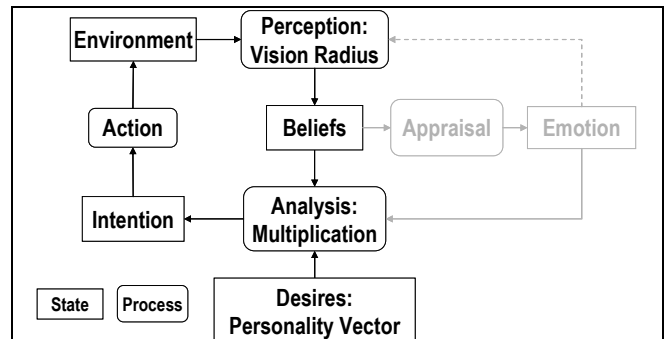 Environment
Perception:
Vision Radius
Action
Beliefs
Appraisal
Emotion
Intention
Analysis:
Multiplication
State
Process
Desires:
Personality Vector